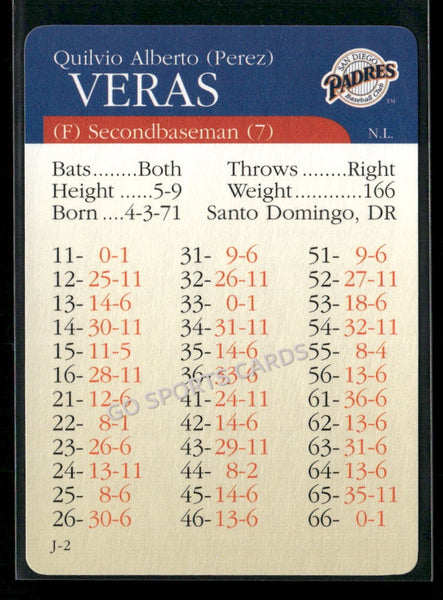 Quilvio Alberto (Perez)
VERAS
SAN DIEGO
PADRES
Baseball Club
TM
(F) Secondbaseman (7) N.L.
Bats........Both Throws........Right
Height ......5-9 Weight............166
Born ....4-3-71 Santo Domingo, DR
11- 0-1 31- 9-6 51- 9-6
12- 25-11 32- 26-11 52- 27-11
13- 14-6 33- 0-1 53- 18-6
14- 30-11 34- 31-11 54- 32-11
15- 11-5 35- 14-6 55- 8-4
16- 28-11 36- 33-6 56- 13-6
21- 12-6 41- 24-11 61- 36-6
22- 8-1 42- 14-6 62- 14-6
23- 26-6 43- 29-11 63- 31-6
24- 13-11 44- 8-2 64- 13-6
25- 8-6 45- 14-6 65- 35-11
26- 30-6 46- 13-6 66- 0-1
J-2
GO SPORTS CARDS